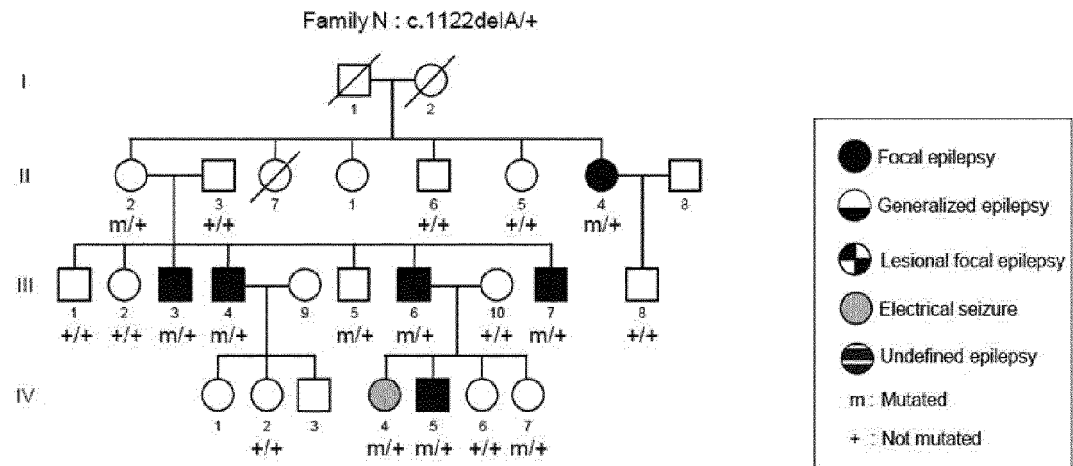 Family N : c.1122delA/+
I
1 2
II
2 3 7 1 6 5 4 8
m/+ +/+ +/+ +/+ m/+
III
1 2 3 4 9 5 6 10 7 8
+/+ +/+ m/+ m/+ m/+ m/+ +/+ m/+ +/+
IV
1 2 3 4 5 6 7
+/+ m/+ m/+ +/+ m/+
Focal epilepsy
Generalized epilepsy
Lesional focal epilepsy
Electrical seizure
Undefined epilepsy
m : Mutated
+ : Not mutated